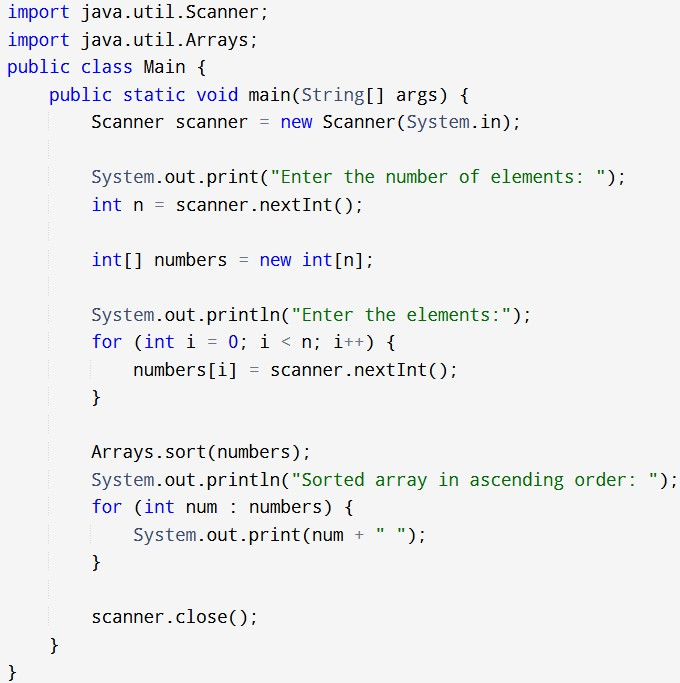 import java.util.Scanner;
import java.util.Arrays;
public class Main {
    public static void main(String[] args) {
        Scanner scanner = new Scanner(System.in);

        System.out.print("Enter the number of elements: ");
        int n = scanner.nextInt();

        int[] numbers = new int[n];

        System.out.println("Enter the elements:");
        for (int i = 0; i < n; i++) {
            numbers[i] = scanner.nextInt();
        }

        Arrays.sort(numbers);
        System.out.println("Sorted array in ascending order: ");
        for (int num : numbers) {
            System.out.print(num + " ");
        }

        scanner.close();
    }
}